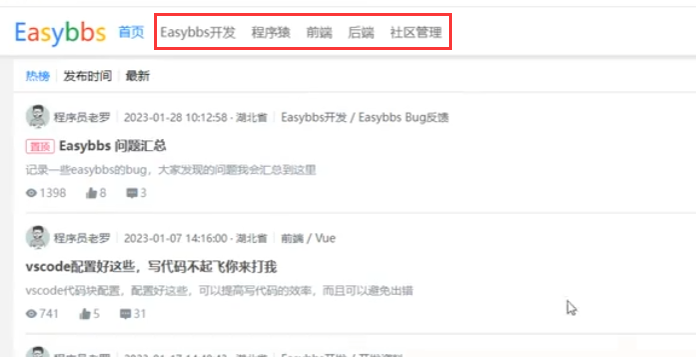 Easybbs 首页 Easybbs开发 程序猿 前端 后端 社区管理
热榜 发布时间 最新
程序员老罗 2023-01-28 10:12:58 · 湖北省 Easybbs开发 / Easybbs Bug反馈
置顶 Easybbs 问题汇总
记录一些easybbs的bug，大家发现的问题我会汇总到这里
1398 8 3
程序员老罗 2023-01-07 14:16:00 · 湖北省 前端 / Vue
vscode配置好这些，写代码不起飞你来打我
vscode代码块配置，配置好这些，可以提高写代码的效率，而且可以避免出错
741 5 31